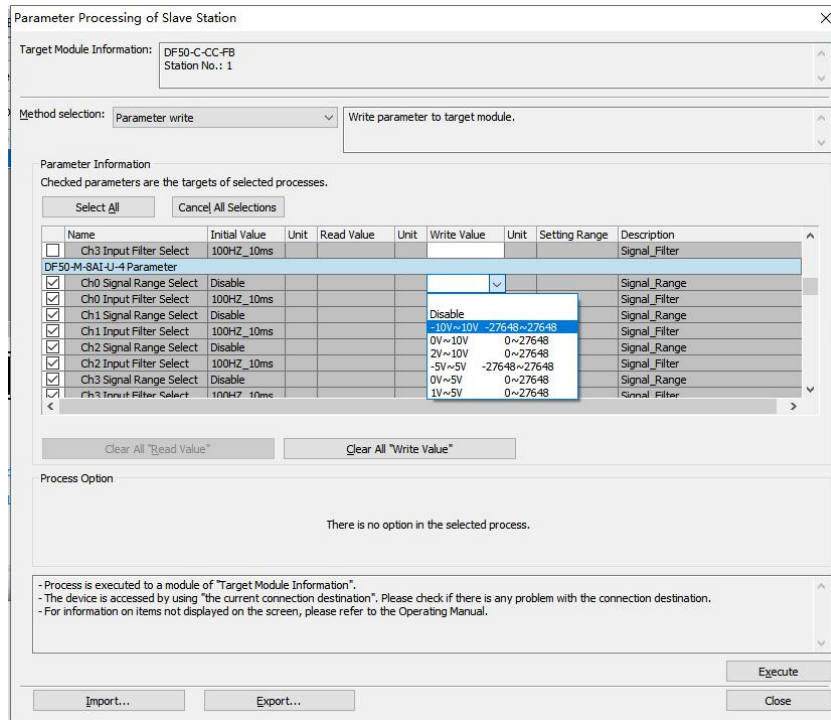 Parameter Processing of Slave Station
Target Module Information:
DF50-C-CC-FB
Station No.: 1
Method selection:
Parameter write
Write parameter to target module.
Parameter Information
Checked parameters are the targets of selected processes.
Select All
Cancel All Selections
Name Initial Value Unit Read Value Unit Write Value Unit Setting Range Description
Ch3 Input Filter Select 100HZ_10ms Signal_Filter
DF50-M-8AI-U-4 Parameter
Ch0 Signal Range Select Disable Signal_Range
Ch0 Input Filter Select 100HZ_10ms Signal_Filter
Ch1 Signal Range Select Disable Signal_Range
Ch1 Input Filter Select 100HZ_10ms Signal_Filter
Ch2 Signal Range Select Disable Signal_Range
Ch2 Input Filter Select 100HZ_10ms Signal_Filter
Ch3 Signal Range Select Disable Signal_Range
Ch3 Input Filter Select 100HZ_10ms Signal_Filter
Disable
-10V~10V -27648~27648
0V~10V 0~27648
2V~10V 0~27648
-5V~5V -27648~27648
0V~5V 0~27648
1V~5V 0~27648
Clear All "Read Value"
Clear All "Write Value"
Process Option
There is no option in the selected process.
- Process is executed to a module of "Target Module Information".
- The device is accessed by using "the current connection destination". Please check if there is any problem with the connection destination.
- For information on items not displayed on the screen, please refer to the Operating Manual.
Execute
Import...
Export...
Close